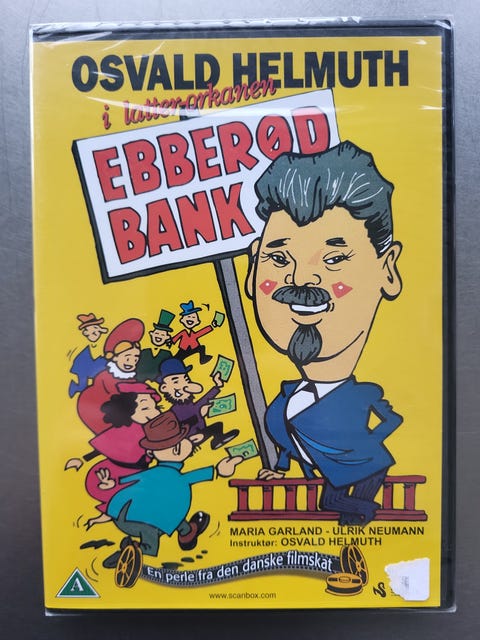 OSVALD HELMUTH
i latterorkanen
EBBERØD
BANK
MARIA GARLAND - ULRIK NEUMANN
Instruktør: OSVALD HELMUTH
En perle fra den danske filmskat
www.scanbox.com
A